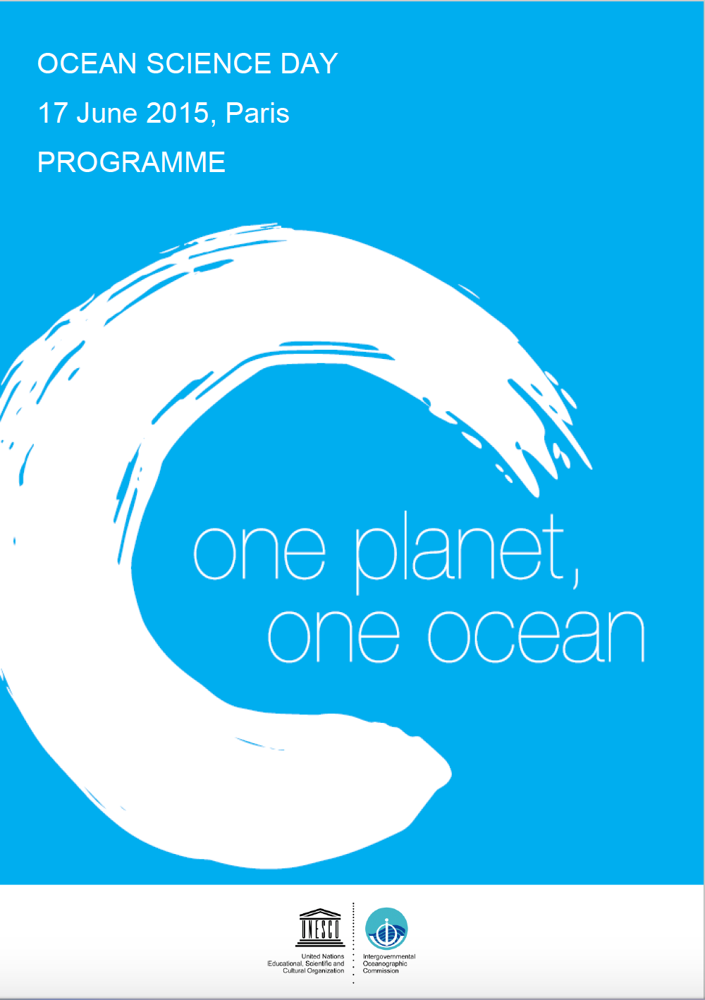 OCEAN SCIENCE DAY
17 June 2015, Paris
PROGRAMME
one planet,
one ocean
UNESCO
United Nations
Educational, Scientific and
Cultural Organization
Intergovernmental
Oceanographic
Commission